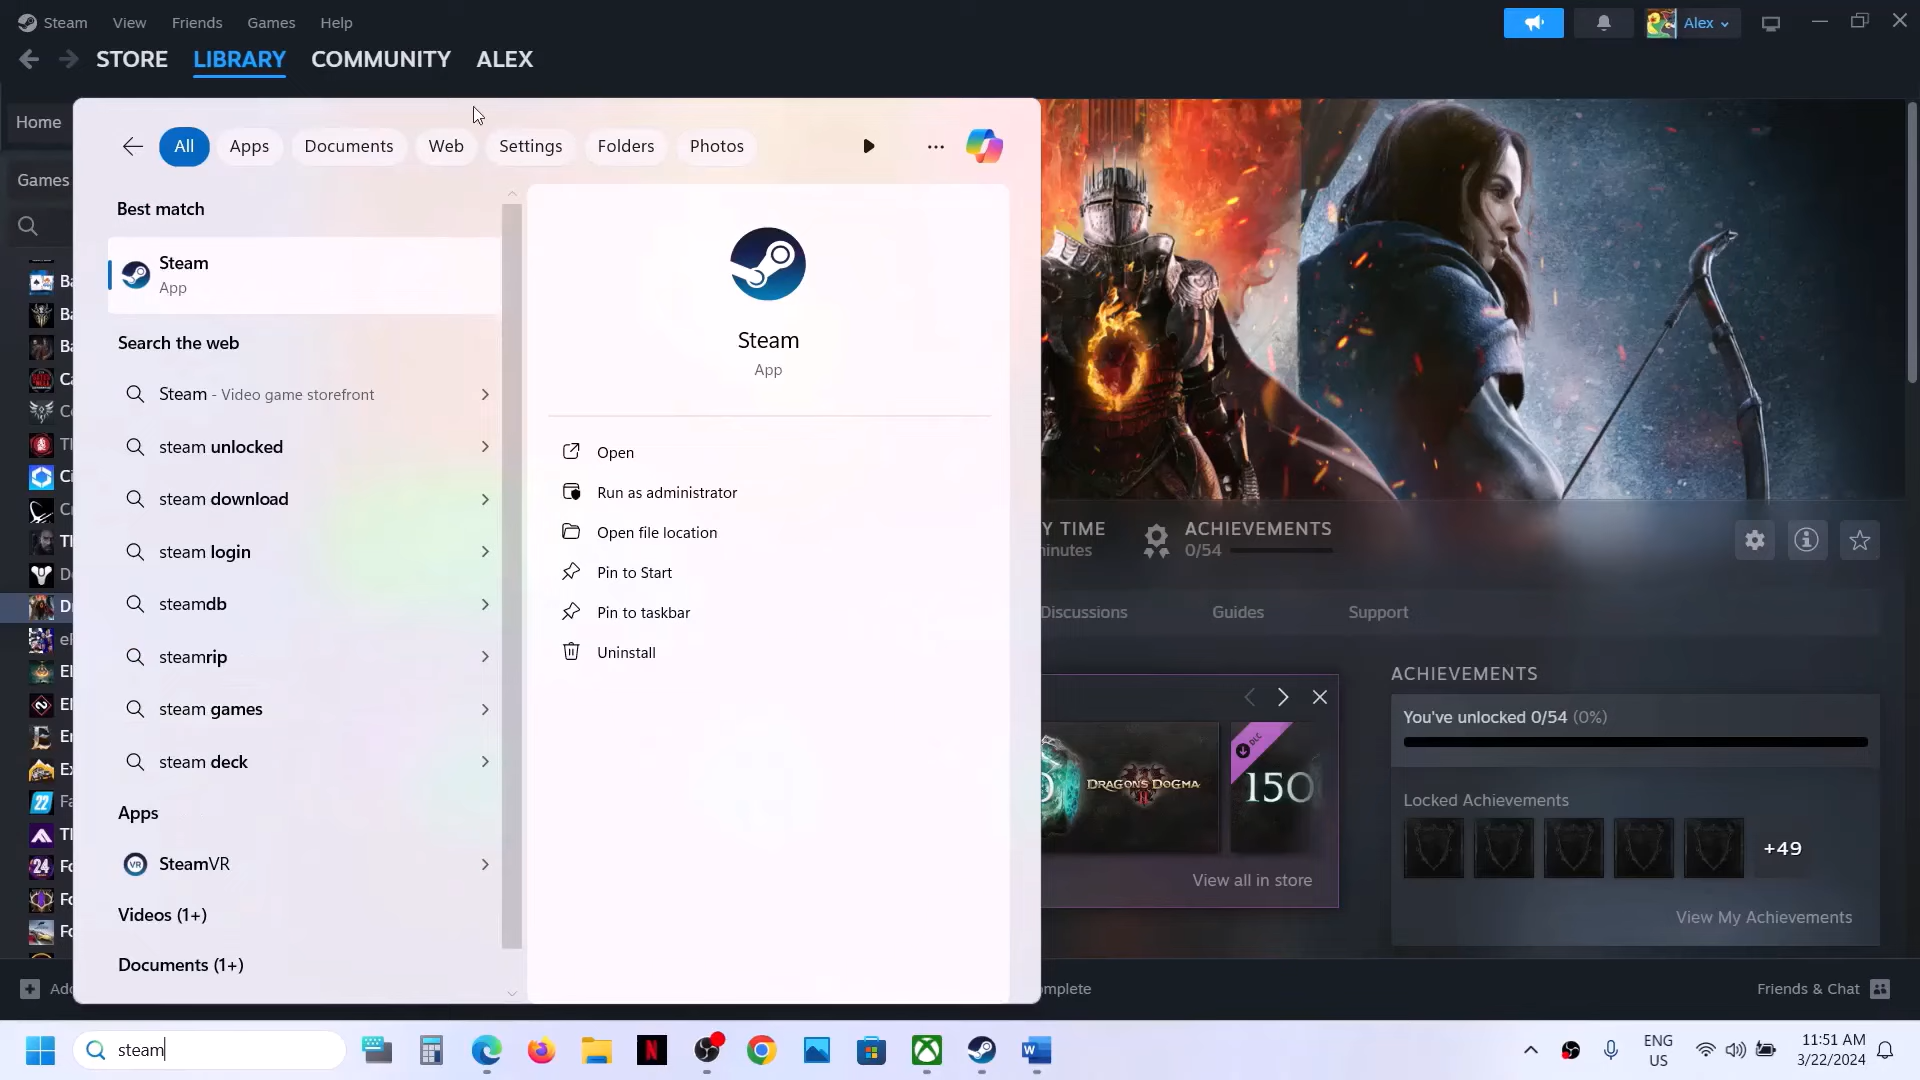 Steam View Friends Games Help
Alex
STORE LIBRARY COMMUNITY ALEX
Home
Games
All Apps Documents Web Settings Folders Photos
Best match
Steam
App
Search the web
Steam - Video game storefront
steam unlocked
steam download
steam login
steamdb
steamrip
steam games
steam deck
Apps
SteamVR
Videos (1+)
Documents (1+)
Steam
App
Open
Run as administrator
Open file location
Pin to Start
Pin to taskbar
Uninstall
Y TIME
inutes
ACHIEVEMENTS
0/54
Discussions Guides Support
DRAGON'S DOGMA
DLC
150
View all in store
ACHIEVEMENTS
You've unlocked 0/54 (0%)
Locked Achievements
+49
View My Achievements
Add
mplete
Friends & Chat
steam
ENG
US
11:51 AM
3/22/2024